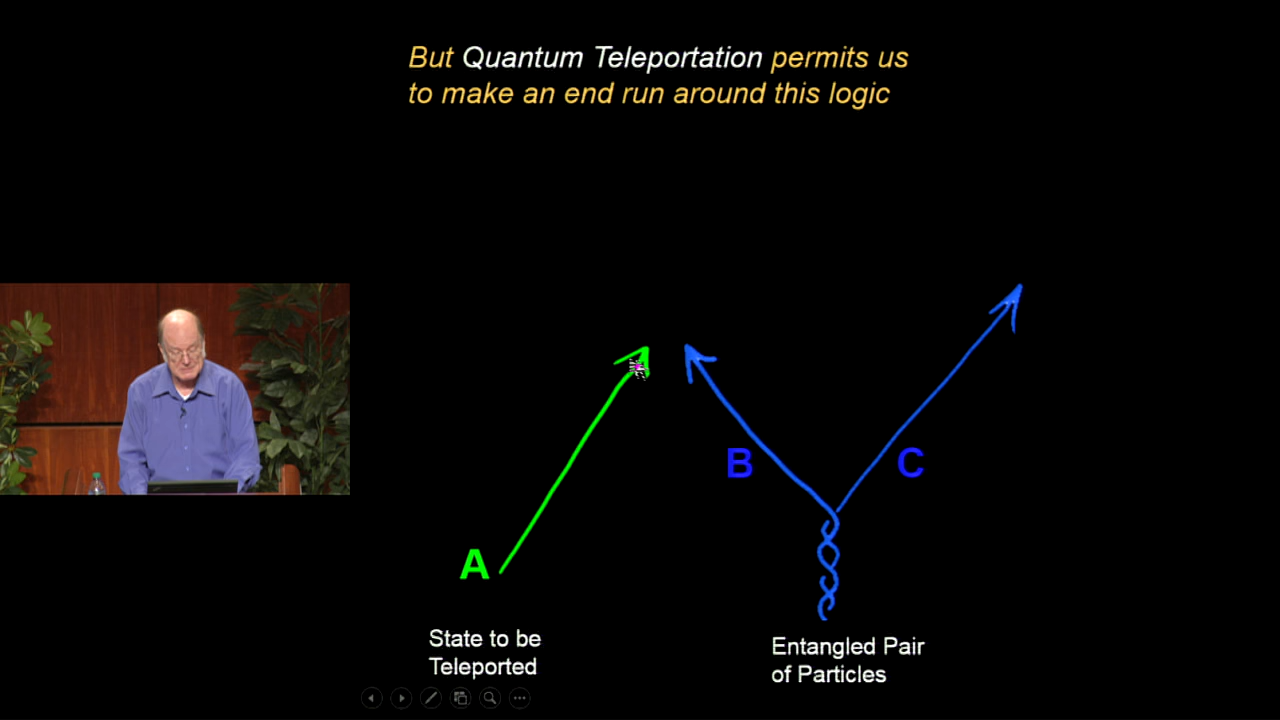 But Quantum Teleportation permits us
to make an end run around this logic
B
C
A
State to be
Teleported
Entangled Pair
of Particles